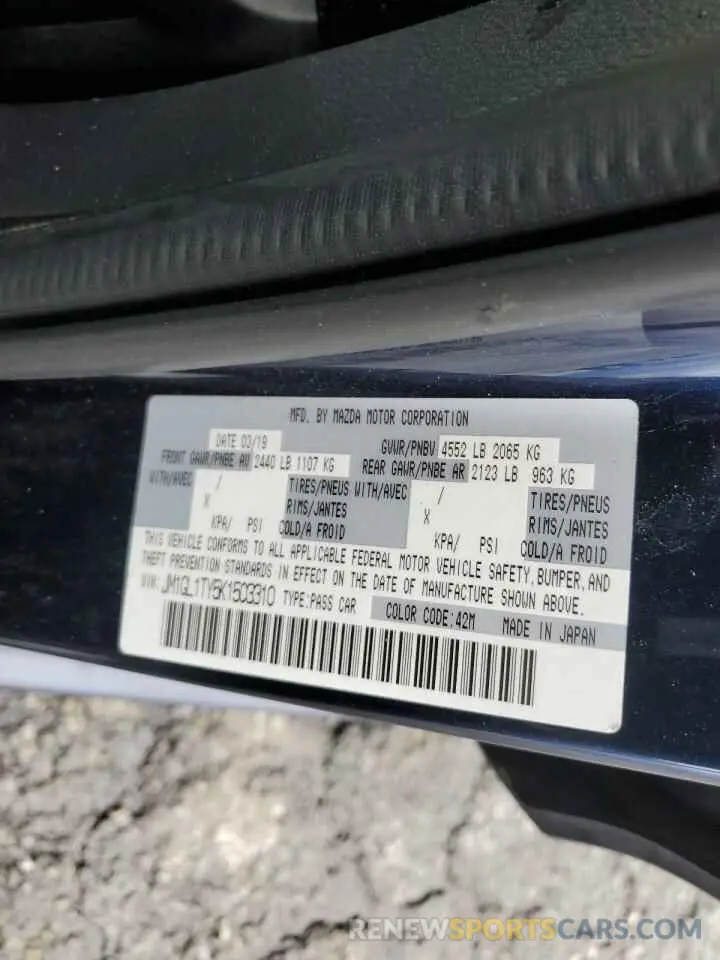 MFD. BY MAZDA MOTOR CORPORATION
DATE 03/19 GVWR/PNBV 4552 LB 2065 KG
FRONT GAWR/PNBE AV 2440 LB 1107 KG REAR GAWR/PNBE AR 2123 LB 963 KG
WITH/AVEC / TIRES/PNEUS WITH/AVEC / TIRES/PNEUS
X RIMS/JANTES X RIMS/JANTES
KPA/ PSI COLD/A FROID KPA/ PSI COLD/A FROID
THIS VEHICLE CONFORMS TO ALL APPLICABLE FEDERAL MOTOR VEHICLE SAFETY, BUMPER, AND
THEFT PREVENTION STANDARDS IN EFFECT ON THE DATE OF MANUFACTURE SHOWN ABOVE.
VIN: JM1GL1TY5K1503310 TYPE:PASS CAR COLOR CODE:42M MADE IN JAPAN
RENEWSPORTSCARS.COM